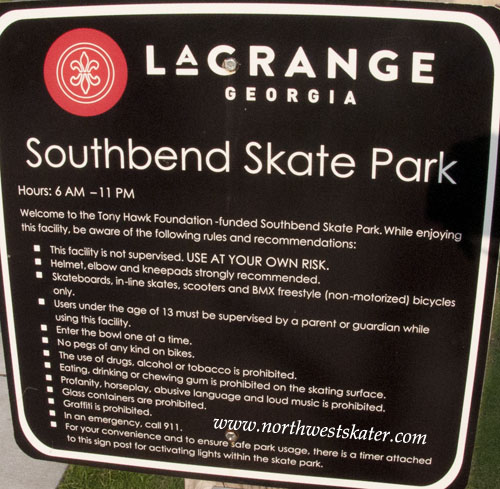 LAGRANGE
GEORGIA
Southbend Skate Park
Hours: 6 AM – 11 PM
Welcome to the Tony Hawk Foundation -funded Southbend Skate Park. While enjoying
this facility, be aware of the following rules and recommendations:
■ This facility is not supervised. USE AT YOUR OWN RISK.
■ Helmet, elbow and kneepads strongly recommended.
■ Skateboards, in-line skates, scooters and BMX freestyle (non-motorized) bicycles
only.
■ Users under the age of 13 must be supervised by a parent or guardian while
using this facility.
■ Enter the bowl one at a time.
■ No pegs of any kind on bikes.
■ The use of drugs, alcohol or tobacco is prohibited.
■ Eating, drinking or chewing gum is prohibited on the skating surface.
■ Profanity, horseplay, abusive language and loud music is prohibited.
■ Glass containers are prohibited.
■ Graffiti is prohibited.
■ In an emergency, call 911.
■ For your convenience and to ensure safe park usage, there is a timer attached
to this sign post for activating lights within the skate park.
www.northwestskater.com